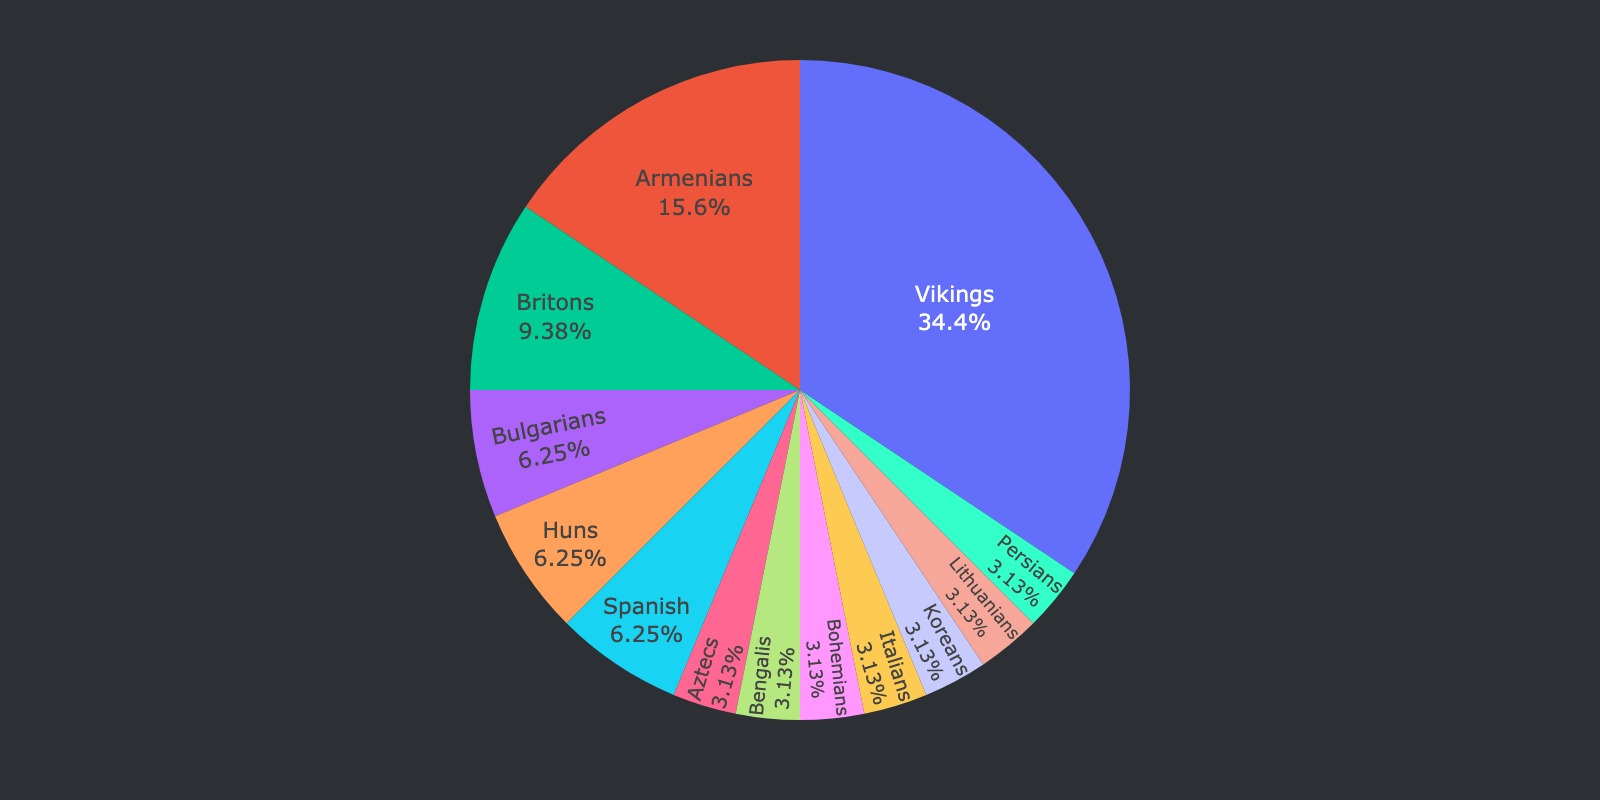 Armenians
15.6%
Vikings
34.4%
Britons
9.38%
Bulgarians
6.25%
Huns
6.25%
Spanish
6.25%
Aztecs
3.13%
Bengalis
3.13%
Bohemians
3.13%
Italians
3.13%
Koreans
3.13%
Lithuanians
3.13%
Persians
3.13%